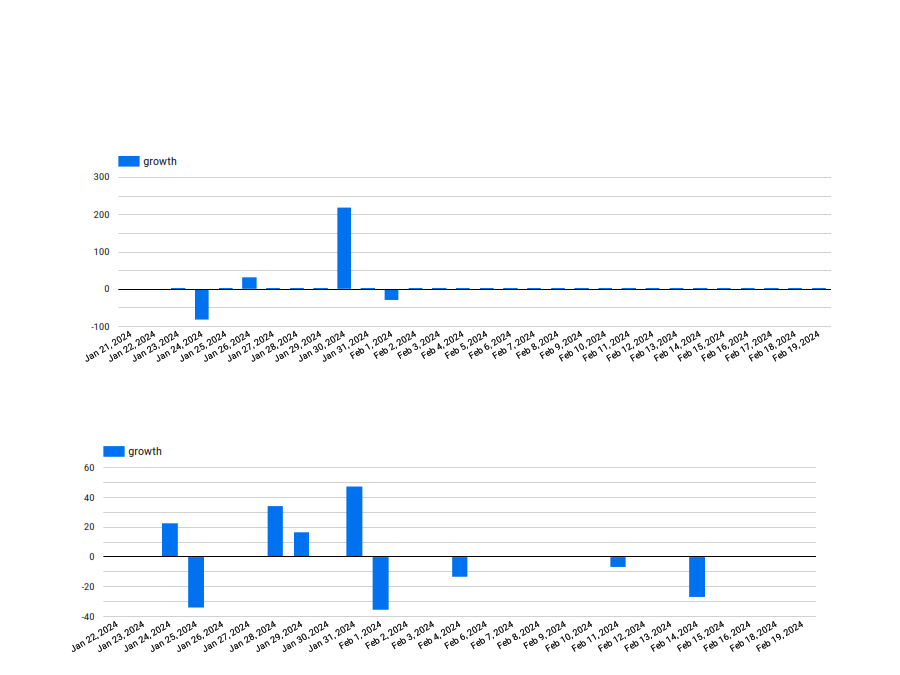 growth
300
200
100
0
-100
Jan 21, 2024
Jan 22, 2024
Jan 23, 2024
Jan 24, 2024
Jan 25, 2024
Jan 26, 2024
Jan 27, 2024
Jan 28, 2024
Jan 29, 2024
Jan 30, 2024
Jan 31, 2024
Feb 1, 2024
Feb 2, 2024
Feb 3, 2024
Feb 4, 2024
Feb 5, 2024
Feb 6, 2024
Feb 7, 2024
Feb 8, 2024
Feb 9, 2024
Feb 10, 2024
Feb 11, 2024
Feb 12, 2024
Feb 13, 2024
Feb 14, 2024
Feb 15, 2024
Feb 16, 2024
Feb 17, 2024
Feb 18, 2024
Feb 19, 2024
growth
60
40
20
0
-20
-40
Jan 22, 2024
Jan 23, 2024
Jan 24, 2024
Jan 25, 2024
Jan 26, 2024
Jan 27, 2024
Jan 28, 2024
Jan 29, 2024
Jan 30, 2024
Jan 31, 2024
Feb 1, 2024
Feb 2, 2024
Feb 3, 2024
Feb 4, 2024
Feb 6, 2024
Feb 7, 2024
Feb 8, 2024
Feb 9, 2024
Feb 10, 2024
Feb 11, 2024
Feb 12, 2024
Feb 13, 2024
Feb 14, 2024
Feb 15, 2024
Feb 16, 2024
Feb 18, 2024
Feb 19, 2024